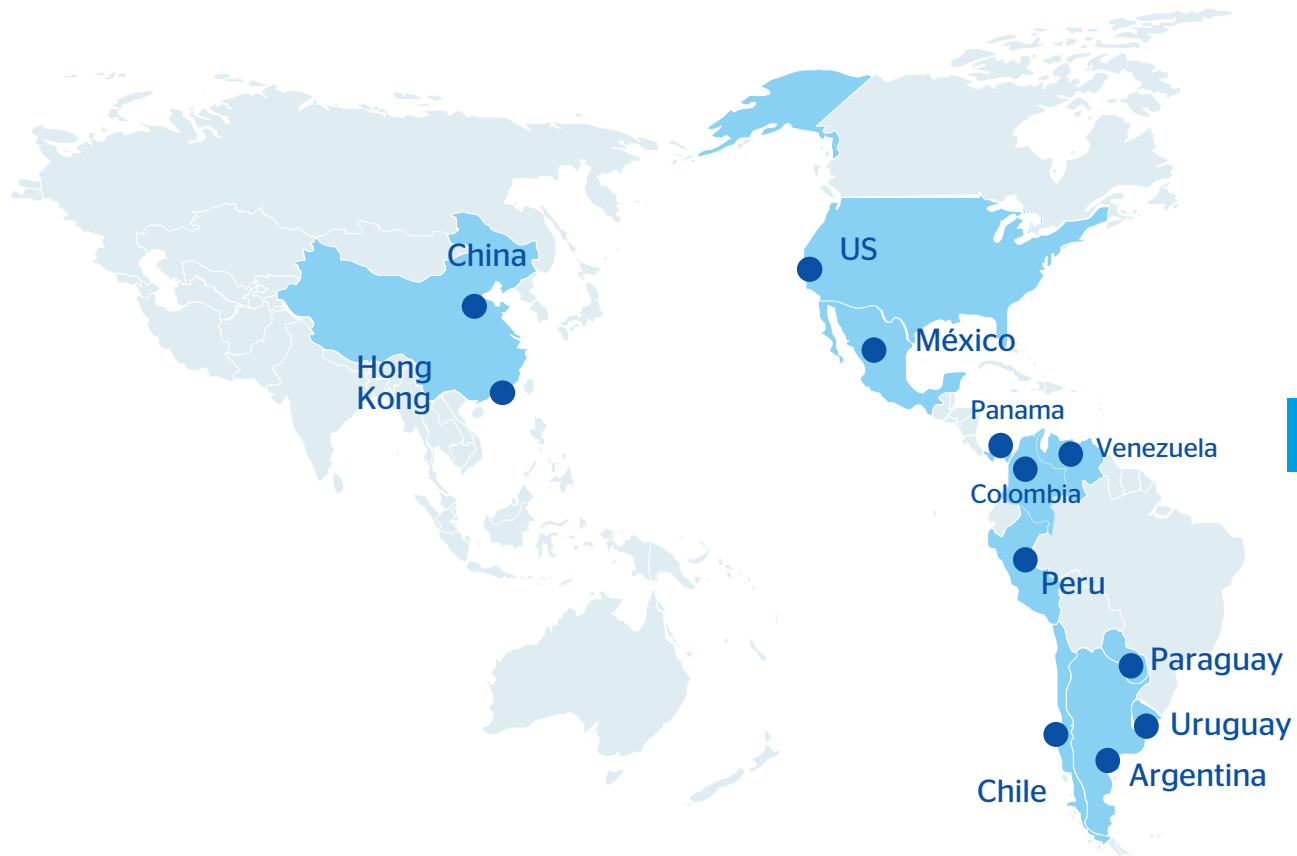 China
US
México
Hong
Kong
Panama
Venezuela
Colombia
Peru
Paraguay
Uruguay
Argentina
Chile